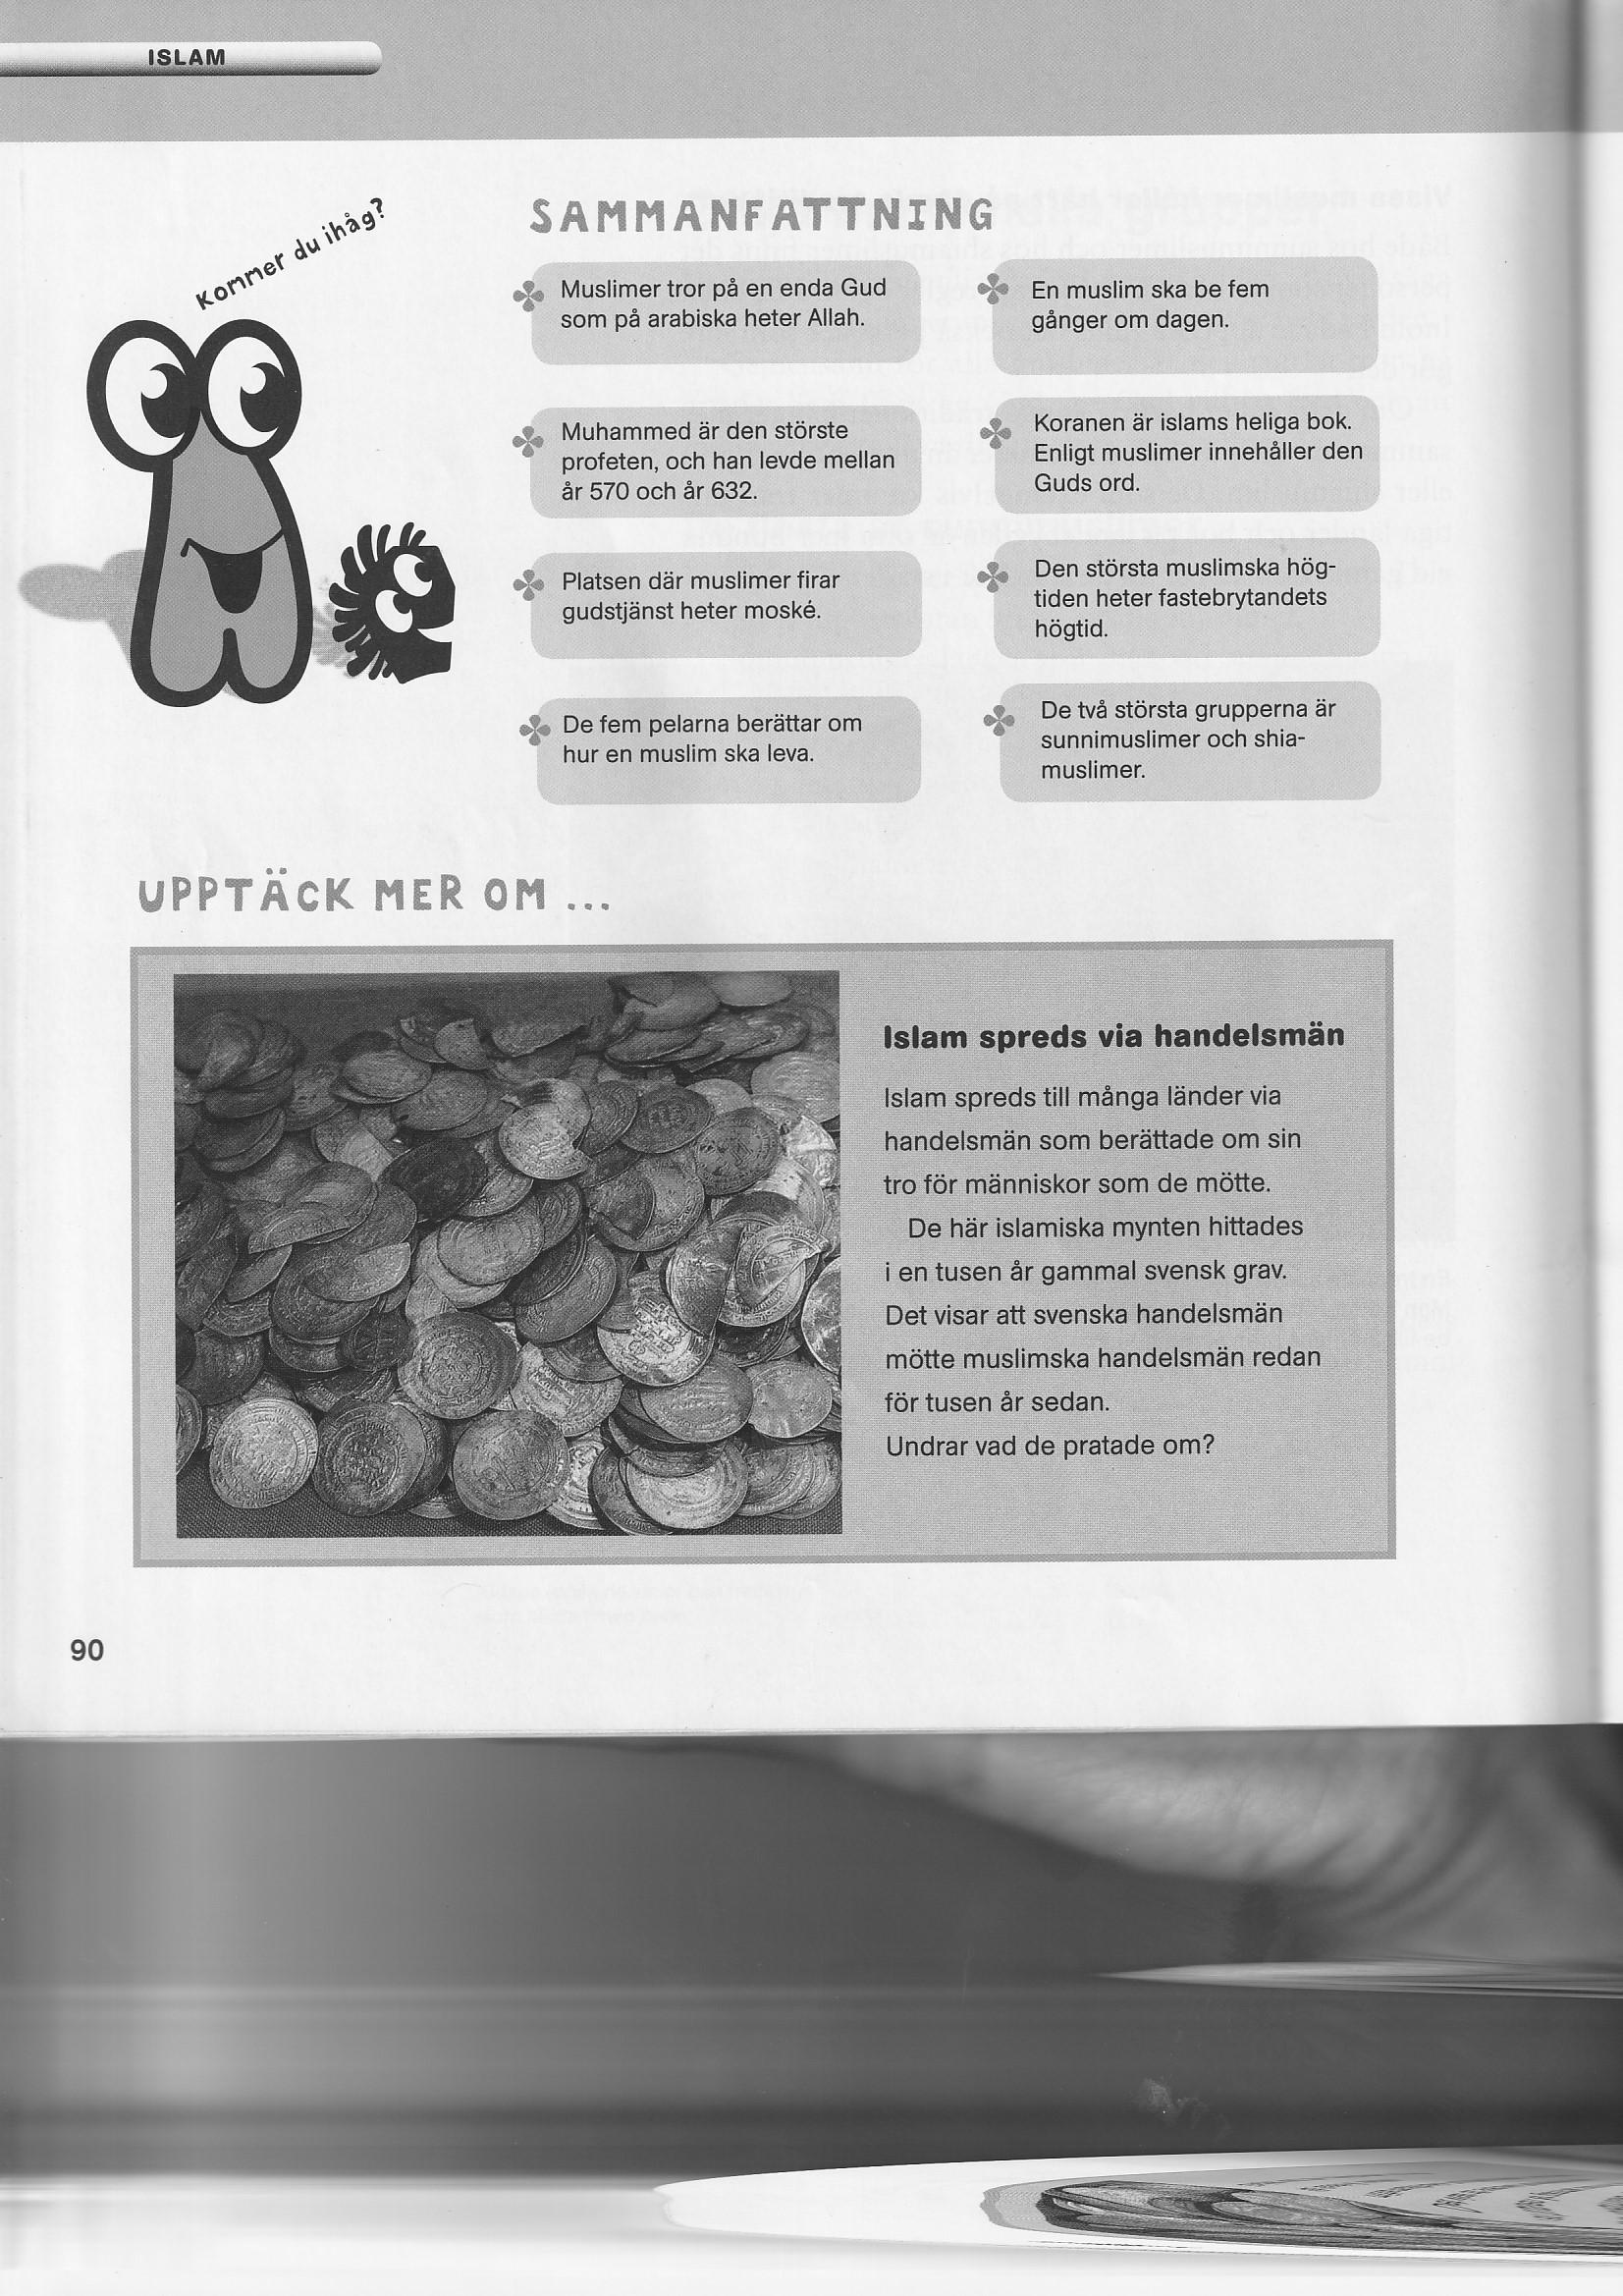 ISLAM
Kommer du ihåg?
SAMMANFATTNING
Muslimer tror på en enda Gud
som på arabiska heter Allah.
Muhammed är den störste
profeten, och han levde mellan
år 570 och år 632.
Platsen där muslimer firar
gudstjänst heter moské.
De fem pelarna berättar om
hur en muslim ska leva.
En muslim ska be fem
gånger om dagen.
Koranen är islams heliga bok.
Enligt muslimer innehåller den
Guds ord.
Den största muslimska hög-
tiden heter fastebrytandets
högtid.
De två största grupperna är
sunnimuslimer och shia-
muslimer.
UPPTÄCK MER OM ...
Islam spreds via handelsmän
Islam spreds till många länder via
handelsmän som berättade om sin
tro för människor som de mötte.
De här islamiska mynten hittades
i en tusen år gammal svensk grav.
Det visar att svenska handelsmän
mötte muslimska handelsmän redan
för tusen år sedan.
Undrar vad de pratade om?
90